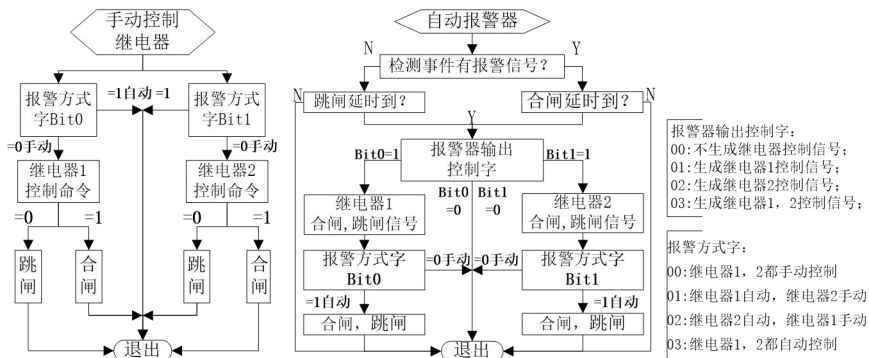 手动控制
继电器
报警方式
字Bit0
=1自动
=1
报警方式
字Bit1
=0手动
=0手动
继电器1
控制命令
继电器2
控制命令
=0
=1
=0
=1
跳闸
合闸
跳闸
合闸
退出
自动报警器
N
Y
检测事件有报警信号?
N
跳闸延时到?
合闸延时到?
N
Y
Bit0=1
报警器输出
控制字
Bit1=1
Bit0
=0
Bit1
=0
继电器1
合闸,跳闸信号
继电器2
合闸,跳闸信号
报警方式字
Bit0
=0手动
=0手动
报警方式字
Bit1
=1自动
=1自动
合闸，跳闸
合闸，跳闸
退出
报警器输出控制字：
00:不生成继电器控制信号；
01:生成继电器1控制信号；
02:生成继电器2控制信号；
03:生成继电器1，2控制信号；
报警方式字：
00:继电器1，2都手动控制
01:继电器1自动，继电器2手动
02:继电器2自动，继电器1手动
03:继电器1，2都自动控制